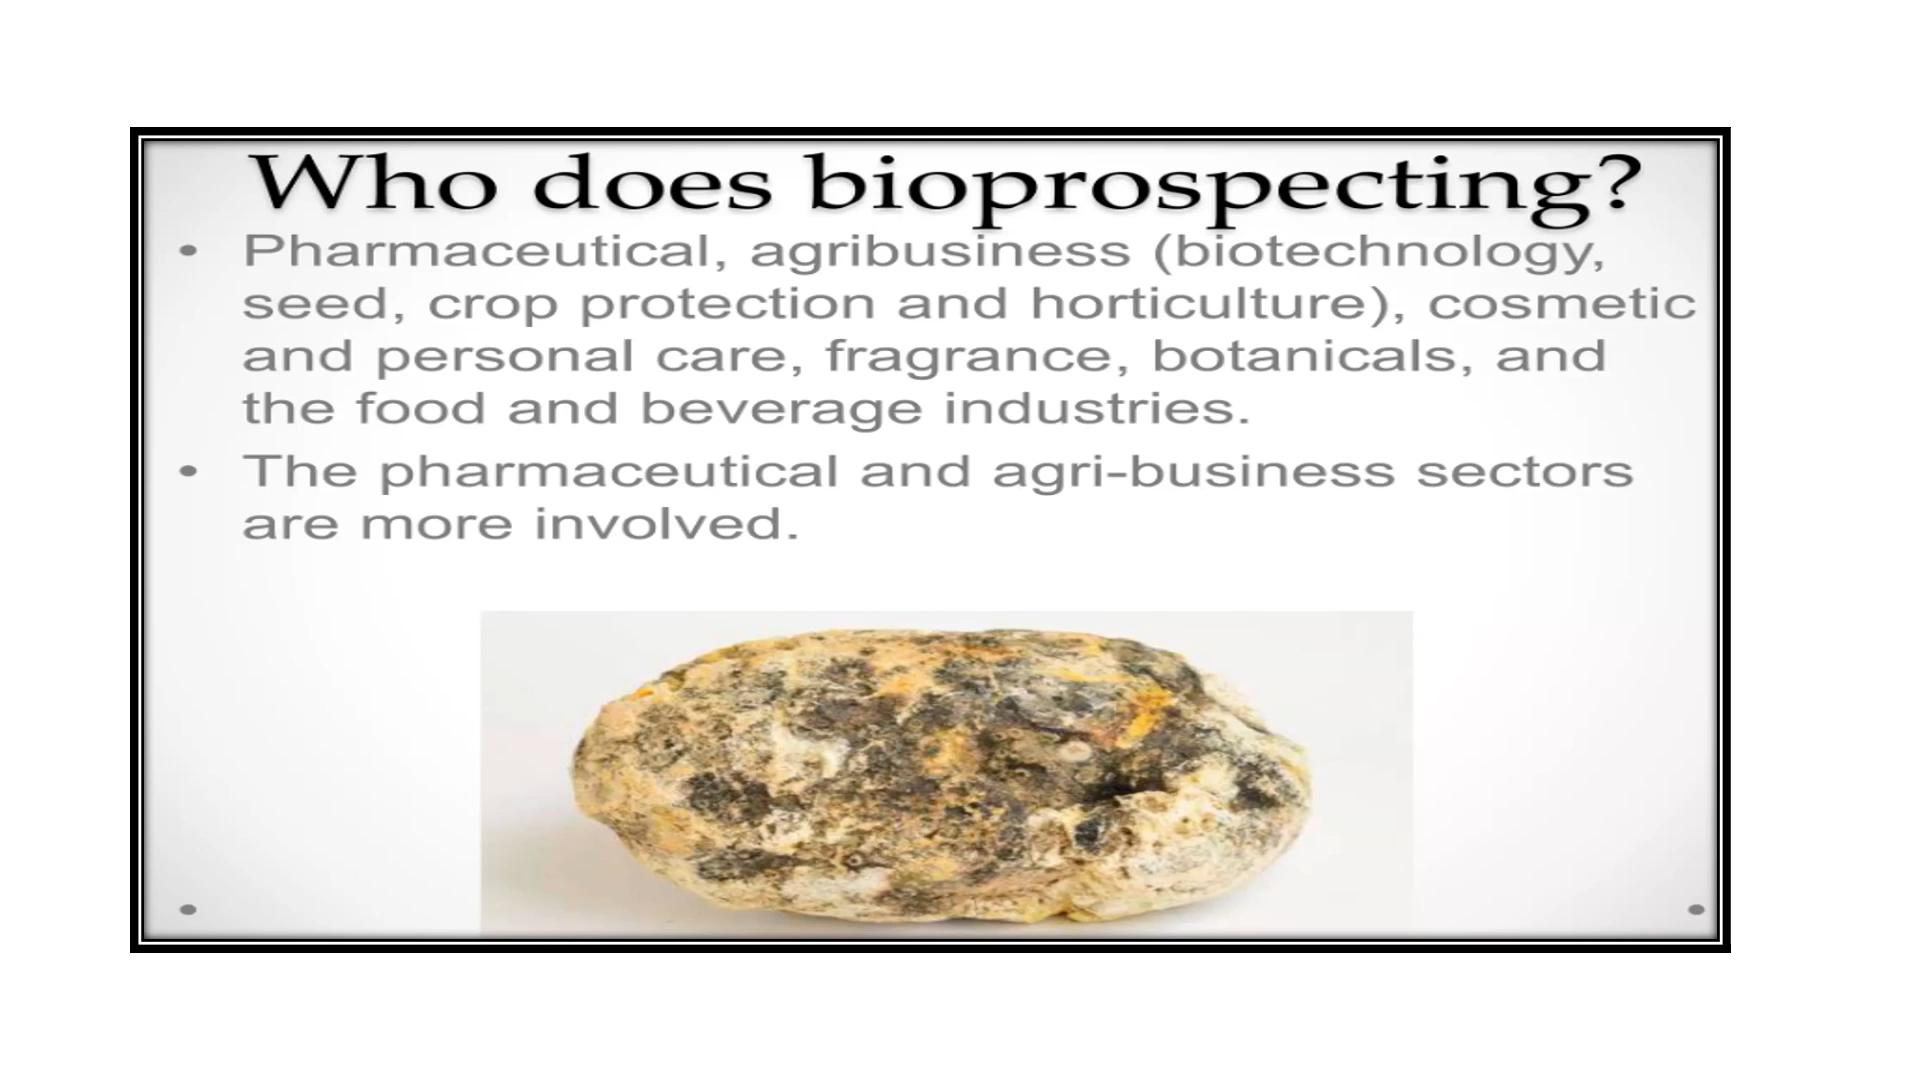 Who does bioprospecting?
• Pharmaceutical, agribusiness (biotechnology,
seed, crop protection and horticulture), cosmetic
and personal care, fragrance, botanicals, and
the food and beverage industries.
• The pharmaceutical and agri-business sectors
are more involved.